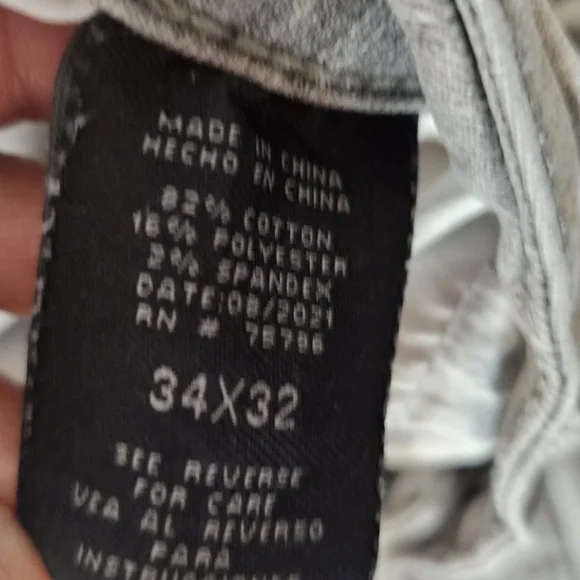 MADE IN CHINA
HECHO EN CHINA
82% COTTON
16% POLYESTER
2% SPANDEX
DATE:08/2021
RN #
34X32
SEE REVERSE
FOR CARE
VEA AL REVERSO
PARA